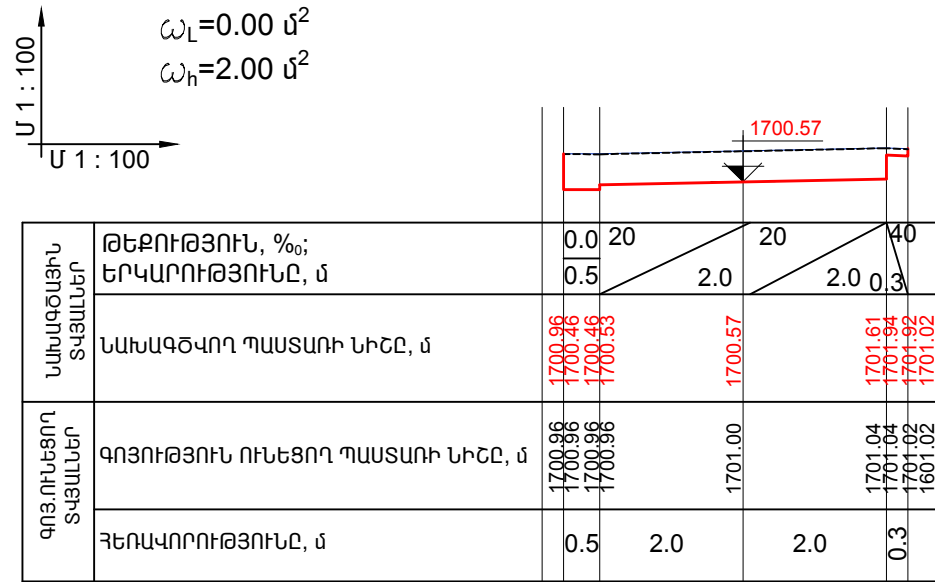 Մ 1 : 100
Մ 1 : 100
ω_L=0.00 մ²
ω_h=2.00 մ²
1700.57
ՆԱԽԱԳԾԱՅԻՆ
ՏՎՅԱԼՆԵՐ
ԹԵՔՈՒԹՅՈՒՆ, %₀;
ԵՐԿԱՐՈՒԹՅՈՒՆԸ, մ
0.0 20 20 40
0.5 2.0 2.0 0.3
ՆԱԽԱԳԾՎՈՂ ՊԱՍՏԱՌԻ ՆԻՇԸ, մ
1700.96 1700.46 1700.46 1700.53 1700.57 1701.61 1701.94 1701.92 1701.02
ԳՈՅ.ՈՒՆԵՑՈՂ
ՏՎՅԱԼՆԵՐ
ԳՈՅՈՒԹՅՈՒՆ ՈՒՆԵՑՈՂ ՊԱՍՏԱՌԻ ՆԻՇԸ, մ
1700.96 1700.96 1700.96 1700.96 1701.00 1701.04 1701.04 1701.02 1601.02
ՀԵՌԱՎՈՐՈՒԹՅՈՒՆԸ, մ
0.5 2.0 2.0 0.3